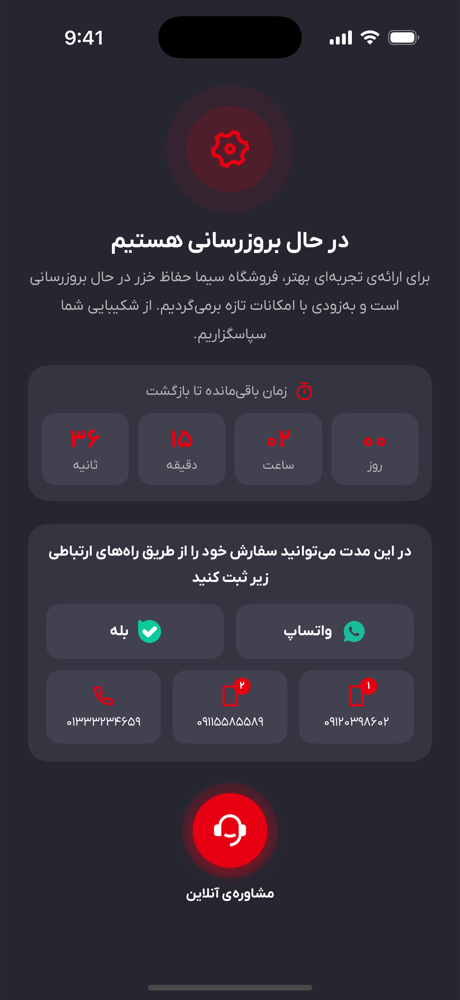 9:41
در حال بروزرسانی هستیم
برای ارائه‌ی تجربه‌ای بهتر، فروشگاه سیما حفاظ خزر در حال بروزرسانی
است و به‌زودی با امکانات تازه برمی‌گردیم. از شکیبایی شما
سپاسگزاریم.
زمان باقی‌مانده تا بازگشت
۰۰
روز
۰۲
ساعت
۱۵
دقیقه
۳۶
ثانیه
در این مدت می‌توانید سفارش خود را از طریق راه‌های ارتباطی
زیر ثبت کنید
واتساپ
بله
۱
۰۹۱۲۰۳۹۸۶۰۲
۲
۰۹۱۱۵۵۸۵۵۸۹
۰۱۳۳۳۲۳۴۶۵۹
مشاوره‌ی آنلاین